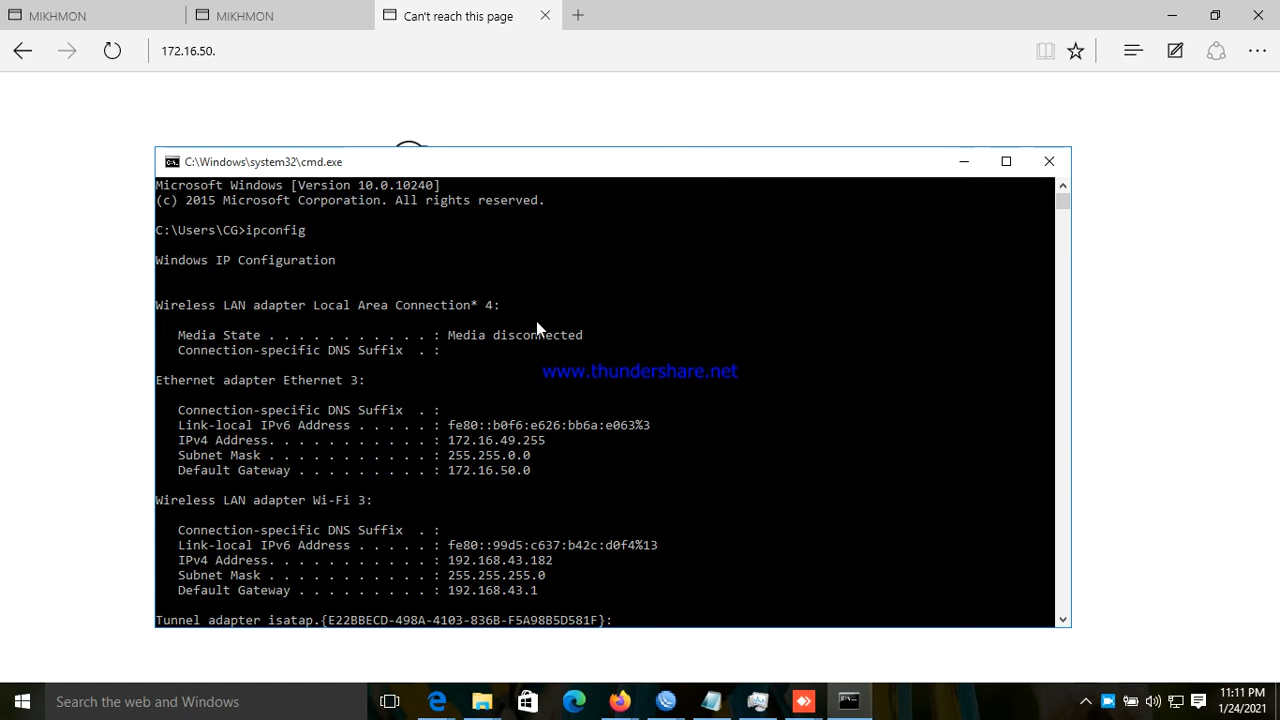 MIKHMON
MIKHMON
Can't reach this page
172.16.50.
C:\Windows\system32\cmd.exe
Microsoft Windows [Version 10.0.10240]
(c) 2015 Microsoft Corporation. All rights reserved.
C:\Users\CG>ipconfig
Windows IP Configuration
Wireless LAN adapter Local Area Connection* 4:
Media State . . . . . . . . . . . : Media disconnected
Connection-specific DNS Suffix  . :
www.thundershare.net
Ethernet adapter Ethernet 3:
Connection-specific DNS Suffix  . :
Link-local IPv6 Address . . . . . : fe80::b0f6:e626:bb6a:e063%3
IPv4 Address. . . . . . . . . . . : 172.16.49.255
Subnet Mask . . . . . . . . . . . : 255.255.0.0
Default Gateway . . . . . . . . . : 172.16.50.0
Wireless LAN adapter Wi-Fi 3:
Connection-specific DNS Suffix  . :
Link-local IPv6 Address . . . . . : fe80::99d5:c637:b42c:d0f4%13
IPv4 Address. . . . . . . . . . . : 192.168.43.182
Subnet Mask . . . . . . . . . . . : 255.255.255.0
Default Gateway . . . . . . . . . : 192.168.43.1
Tunnel adapter isatap.{E22BBECD-498A-4103-836B-F5A98B5D581F}:
Search the web and Windows
11:11 PM
1/24/2021